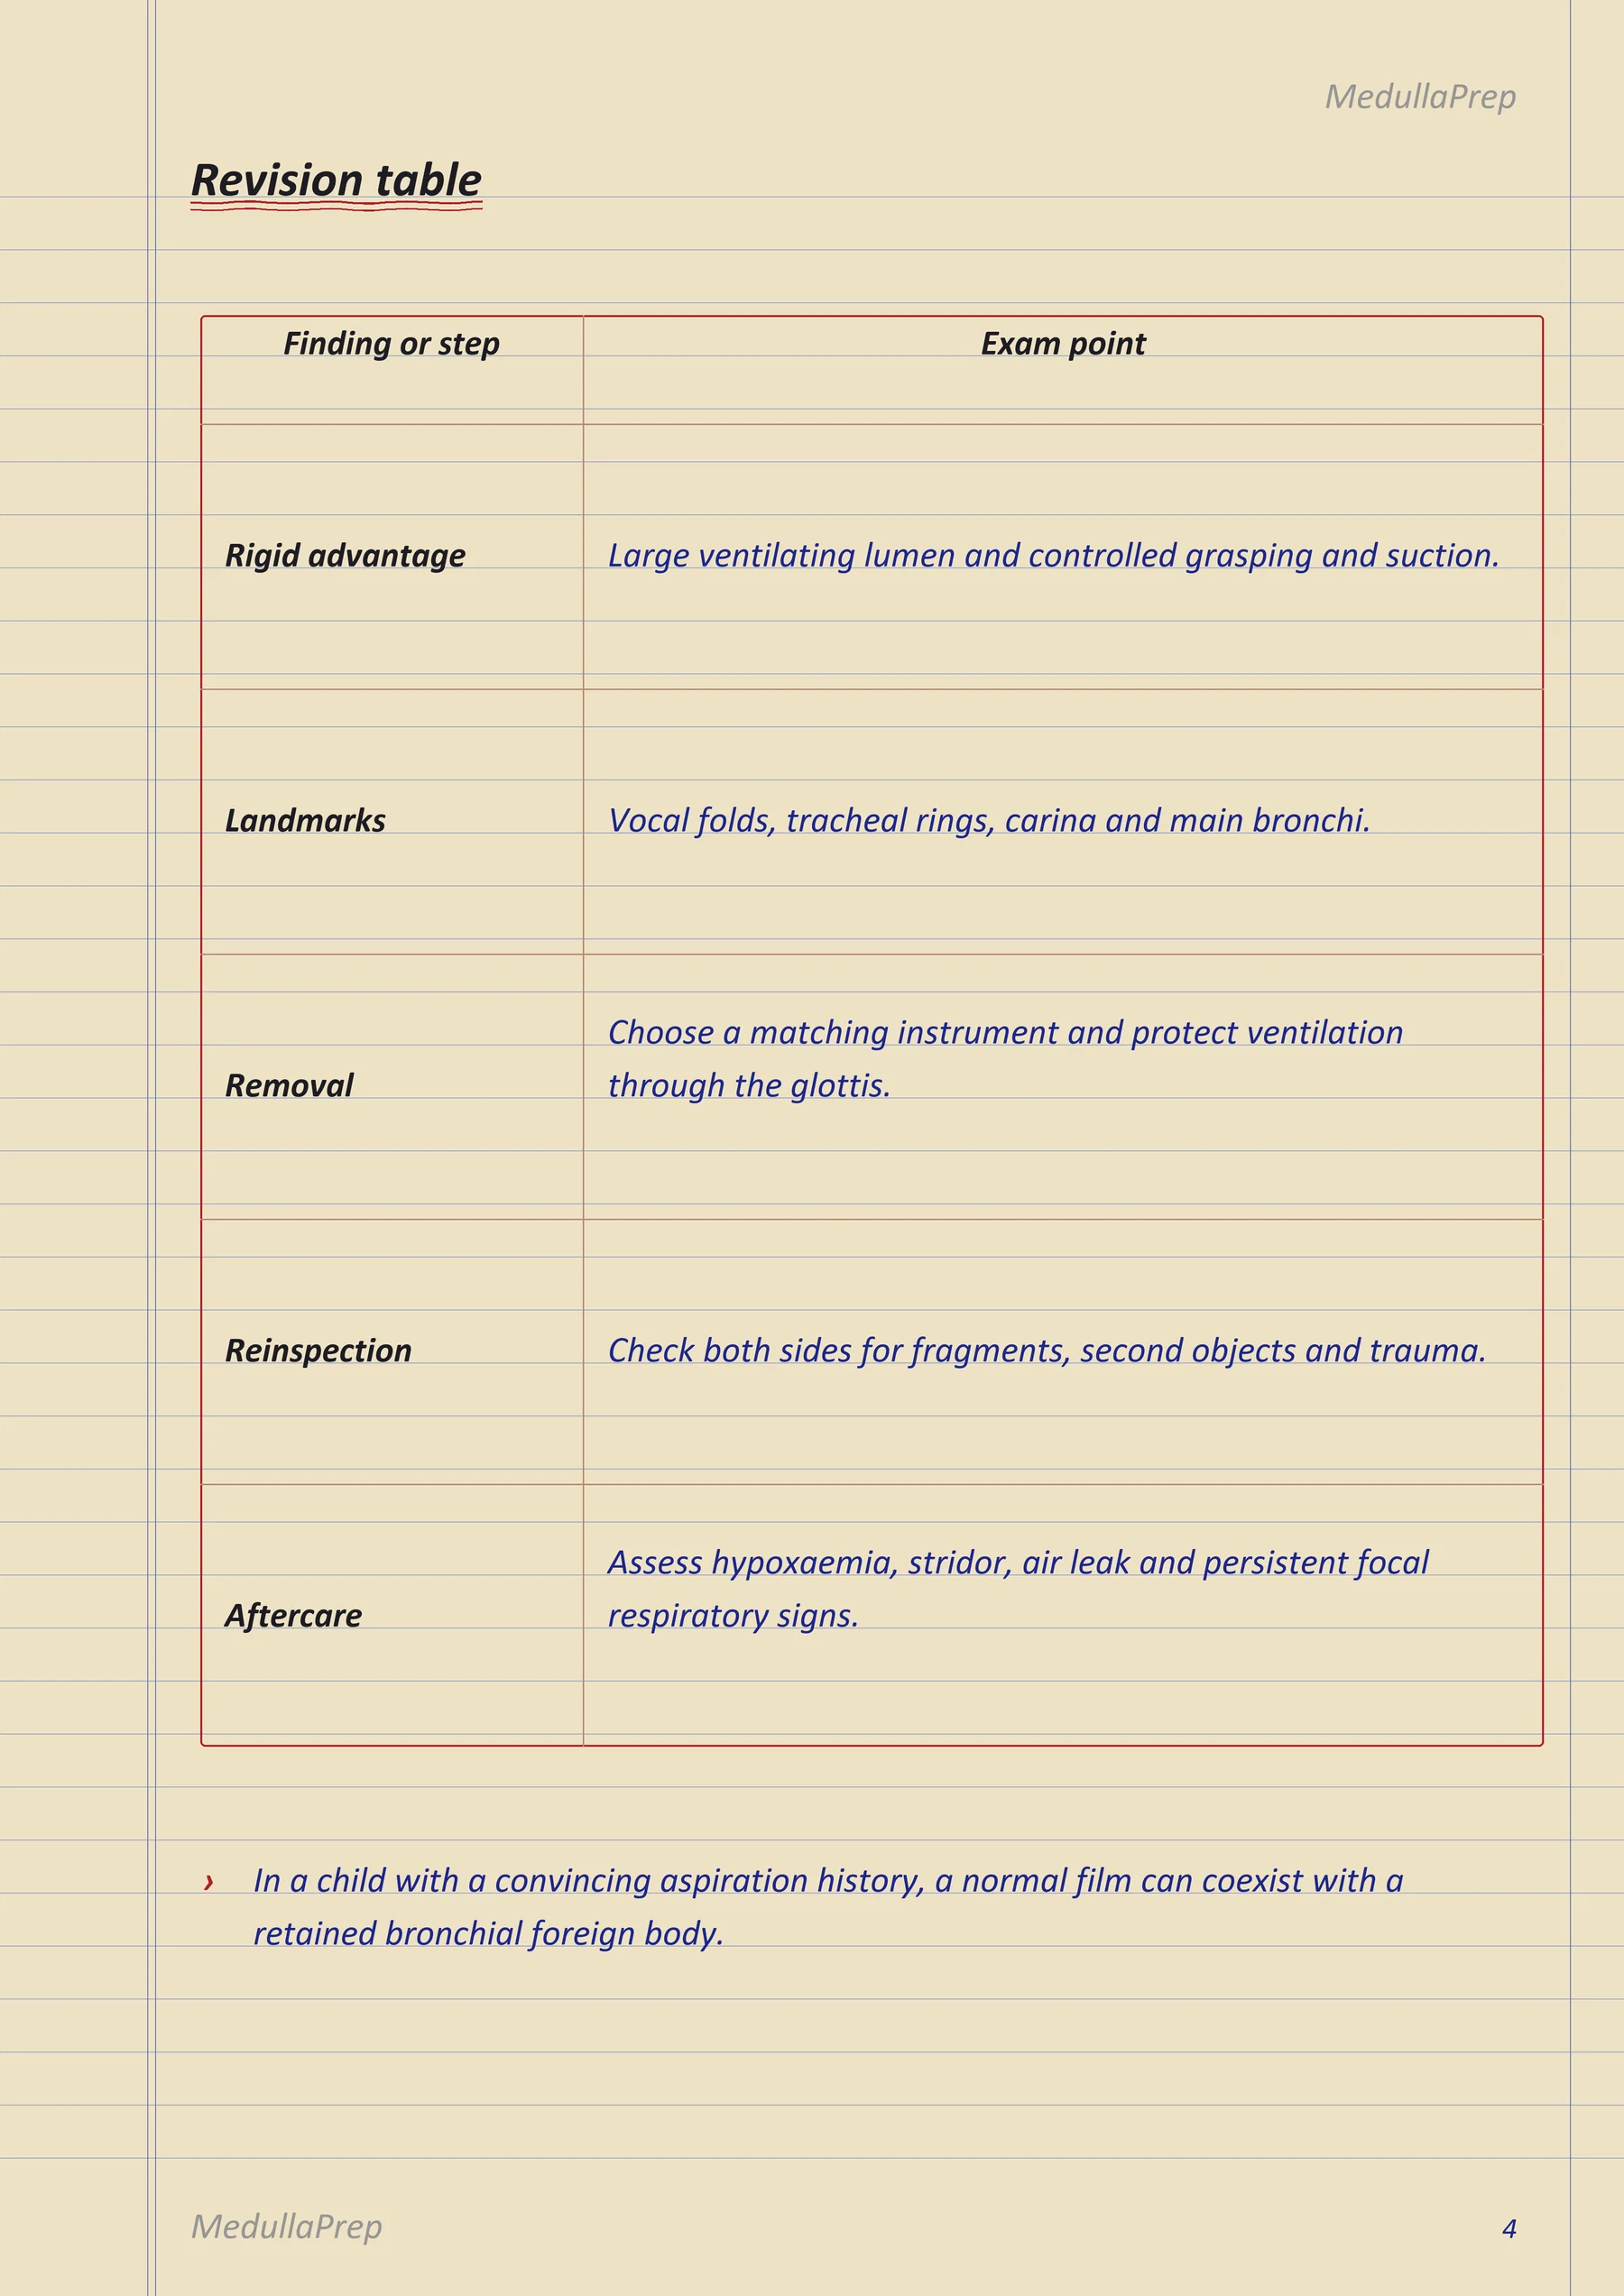 MedullaPrep
Revision table
Finding or step
Exam point
Rigid advantage
Large ventilating lumen and controlled grasping and suction.
Landmarks
Vocal folds, tracheal rings, carina and main bronchi.
Removal
Choose a matching instrument and protect ventilation
through the glottis.
Reinspection
Check both sides for fragments, second objects and trauma.
Aftercare
Assess hypoxaemia, stridor, air leak and persistent focal
respiratory signs.
› In a child with a convincing aspiration history, a normal film can coexist with a
retained bronchial foreign body.
MedullaPrep
4